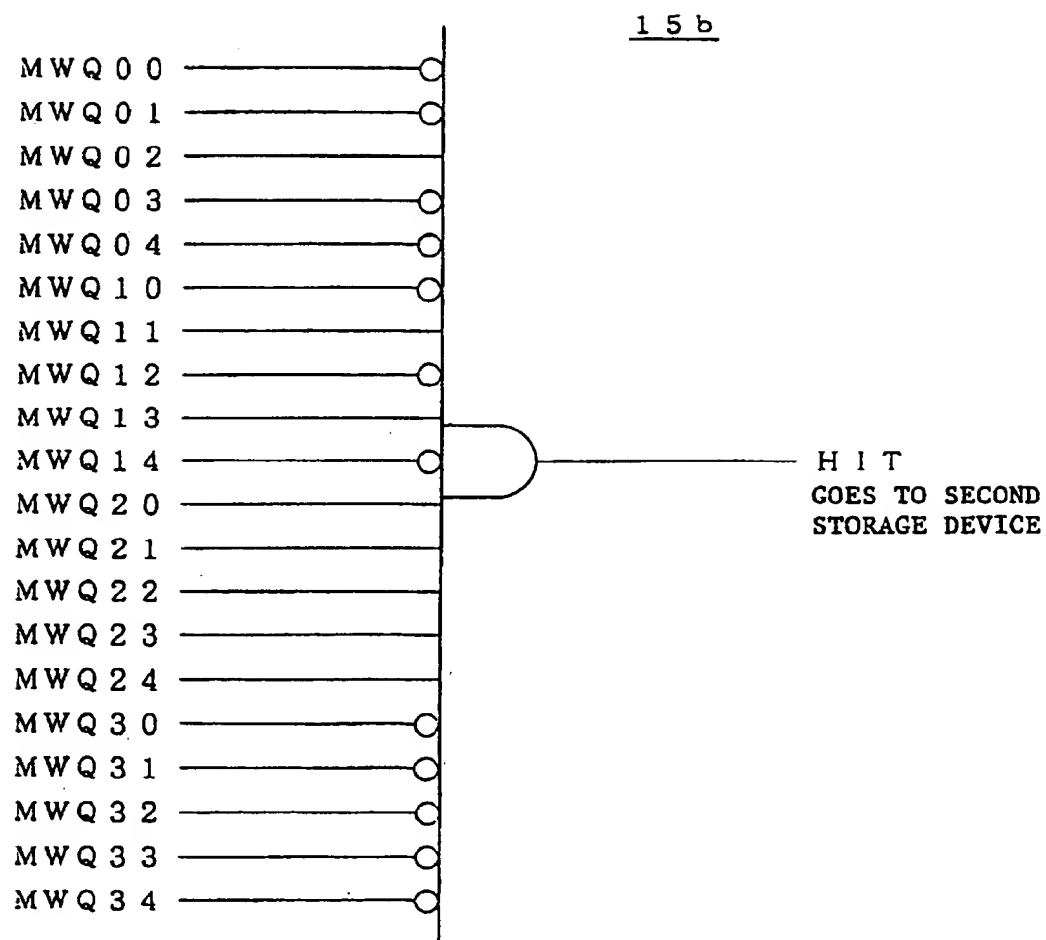 15b
MWQ00
MWQ01
MWQ02
MWQ03
MWQ04
MWQ10
MWQ11
MWQ12
MWQ13
MWQ14
MWQ20
MWQ21
MWQ22
MWQ23
MWQ24
MWQ30
MWQ31
MWQ32
MWQ33
MWQ34
HIT
GOES TO SECOND
STORAGE DEVICE